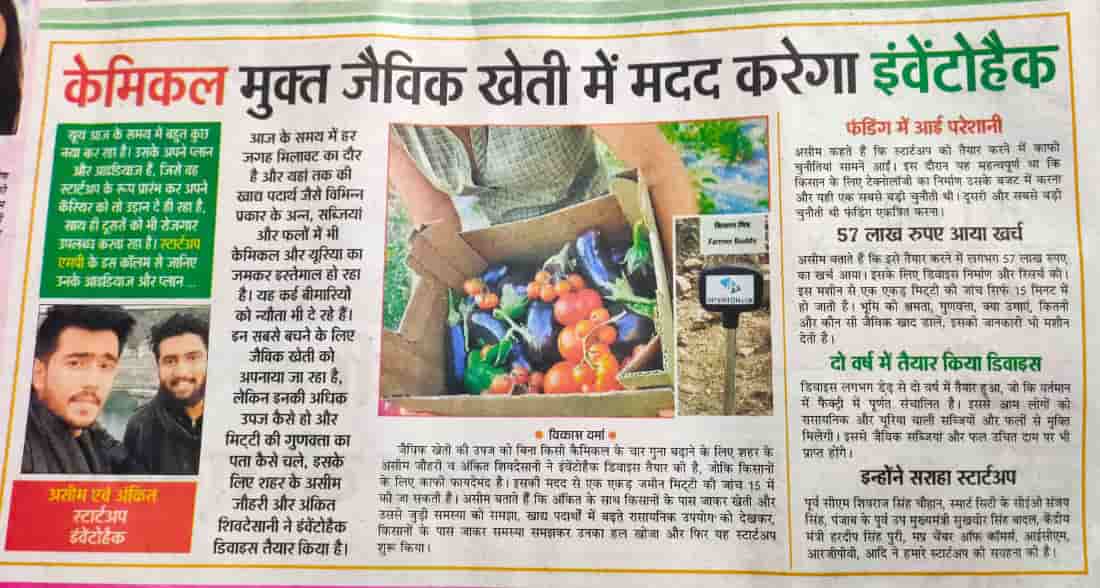 केमिकल मुक्त जैविक खेती में मदद करेगा इंवेंटोहैक
यूथ आज के समय में बहुत कुछ
नया कर रहा है। उसके अपने प्लान
और आइडियाज है, जिसे वह
स्टार्टअप के रूप प्रारंभ कर अपने
कॅरियर को तो उड़ान दे ही रहा है,
साथ ही दूसरों को भी रोजगार
उपलब्ध करवा रहा है। स्टार्टअप
एमपी के इस कॉलम से जानिए
उनके आइडियाज और प्लान ...
असीम एवं अंकित
स्टार्टअप
इंवेंटोहैक
आज के समय में हर
जगह मिलावट का दौर
है और यहां तक की
खाद्य पदार्थ जैसे विभिन्न
प्रकार के अन्न, सब्जियां
और फलों में भी
केमिकल और यूरिया का
जमकर इस्तेमाल हो रहा
है। यह कई बीमारियों
को न्यौता भी दे रहे हैं।
इन सबसे बचने के लिए
जैविक खेती को
अपनाया जा रहा है,
लेकिन इनकी अधिक
उपज कैसे हो और
मिट्टी की गुणवत्ता का
पता कैसे चले, इसके
लिए शहर के असीम
जौहरी और अंकित
शिवदेसानी ने इंवेंटोहैक
डिवाइस तैयार किया है।
किसान मित्र
Farmer Buddy
INVENTOHACK
विकास वर्मा
जैविक खेती की उपज को बिना किसी कैमिकल के चार गुना बढ़ाने के लिए शहर के
असीम जौहरी व अंकित शिवदेसानी ने इंवेंटोहैक डिवाइस तैयार की है, जोकि किसानों
के लिए काफी फायदेमंद है। इसकी मदद से एक एकड़ जमीन मिट्टी की जांच 15 में
की जा सकती है। असीम बताते हैं कि अंकित के साथ किसानों के पास जाकर खेती और
उससे जुड़ी समस्या को समझा, खाद्य पदार्थों में बढ़ते रासायनिक उपयोग को देखकर,
किसानों के पास जाकर समस्या समझकर उनका हल खोजा और फिर यह स्टार्टअप
शुरू किया।
फंडिंग में आई परेशानी
असीम कहते है कि स्टार्टअप को तैयार करने में काफी
चुनौतियां सामने आईं। इस दौरान यह महत्वपूर्ण था कि
किसान के लिए टेक्नोलॉजी का निर्माण उसके बजट में करना
और यही एक सबसे बड़ी चुनौती थी। दूसरी और सबसे बड़ी
चुनौती थी फंडिंग एकत्रित करना।
57 लाख रुपए आया खर्च
असीम बताते हैं कि इसे तैयार करने में लगभग 57 लाख रुपए
का खर्च आया। इसके लिए डिवाइस निर्माण और रिसर्च की।
इस मशीन से एक एकड़ मिट्टी की जांच सिर्फ 15 मिनट में
हो जाती है। भूमि की क्षमता, गुणवत्ता, क्या उगाएं, कितनी
और कौन सी जैविक खाद डाले, इसकी जानकारी भी मशीन
देती है।
दो वर्ष में तैयार किया डिवाइस
डिवाइस लगभग डेढ़ से दो वर्ष में तैयार हुआ, जो कि वर्तमान
में फैक्ट्री में पूर्णत संचालित है। इससे आम लोगों को
रासायनिक और यूरिया वाली सब्जियों और फलों से मुक्ति
मिलेगी। इसमें जैविक सब्जियां और फल उचित दाम पर भी
प्राप्त होंगे।
इन्होंने सराहा स्टार्टअप
पूर्व सीएम शिवराज सिंह चौहान, स्मार्ट सिटी के सीईओ संजय
सिंह, पंजाब के पूर्व उप मुख्यमंत्री सुखवीर सिंह बादल, केंद्रीय
मंत्री हरदीप सिंह पुरी, मप्र चेंबर ऑफ कॉमर्स, आईसीएम,
आरजीपीवी, आदि ने हमारे स्टार्टअप की सराहना की है।